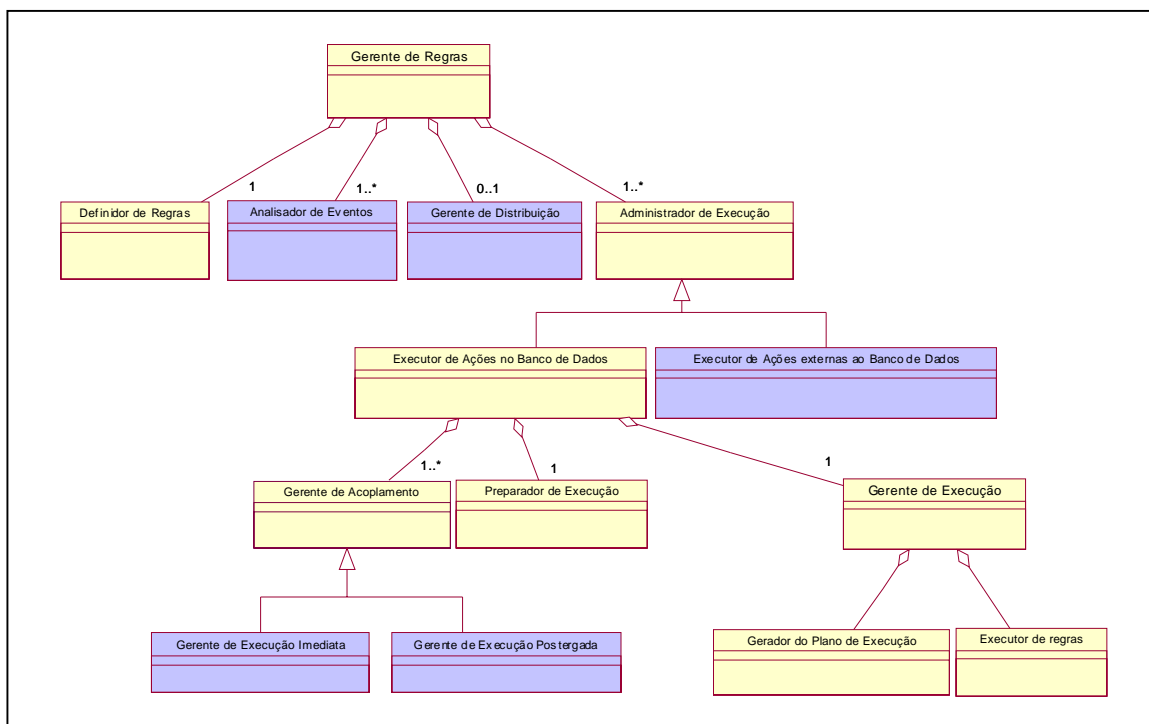 Gerente de Regras
1
1..*
0..1
1..*
Definidor de Regras
Analisador de Eventos
Gerente de Distribuição
Administrador de Execução
Executor de Ações no Banco de Dados
Executor de Ações externas ao Banco de Dados
1..*
1
1
Gerente de Acoplamento
Preparador de Execução
Gerente de Execução
Gerente de Execução Imediata
Gerente de Execução Postergada
Gerador do Plano de Execução
Executor de regras